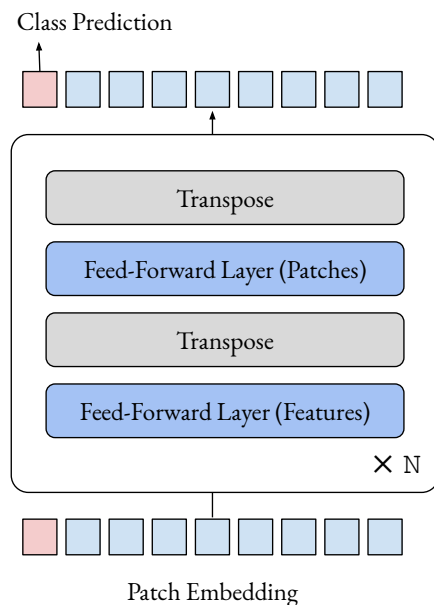 Class Prediction
Transpose
Feed-Forward Layer (Patches)
Transpose
Feed-Forward Layer (Features)
× N
Patch Embedding